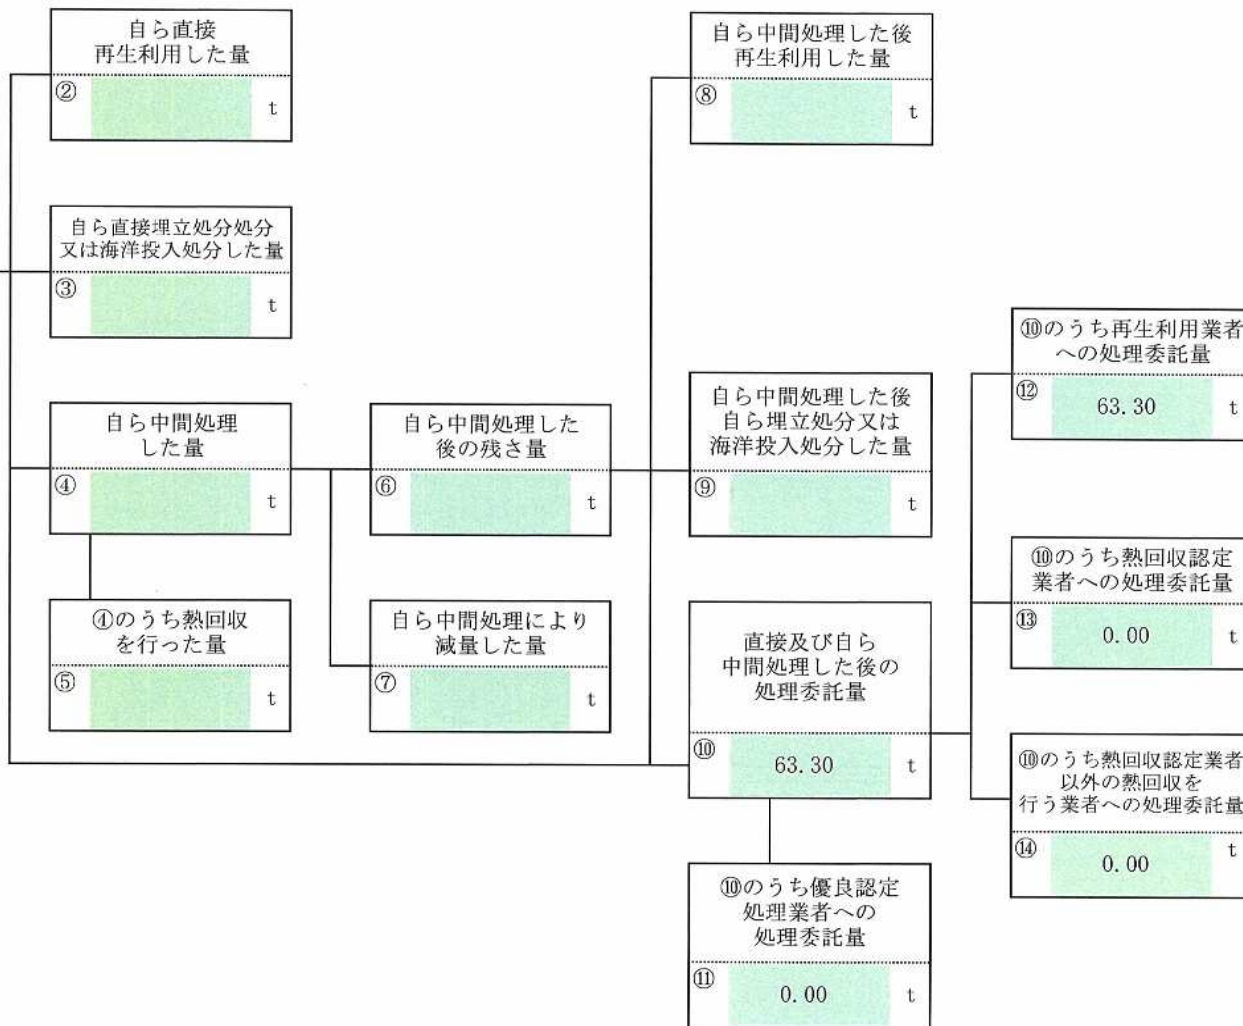 自ら直接
再生利用した量
② t
自ら直接埋立処分処分
又は海洋投入処分した量
③ t
自ら中間処理
した量
④ t
④のうち熱回収
を行った量
⑤ t
自ら中間処理した
後の残さ量
⑥ t
自ら中間処理により
減量した量
⑦ t
自ら中間処理した後
再生利用した量
⑧ t
自ら中間処理した後
自ら埋立処分又は
海洋投入処分した量
⑨ t
直接及び自ら
中間処理した後の
処理委託量
⑩ 63.30 t
⑩のうち優良認定
処理業者への
処理委託量
⑪ 0.00 t
⑩のうち再生利用業者
への処理委託量
⑫ 63.30 t
⑩のうち熱回収認定
業者への処理委託量
⑬ 0.00 t
⑩のうち熱回収認定業者
以外の熱回収を
行う業者への処理委託量
⑭ 0.00 t